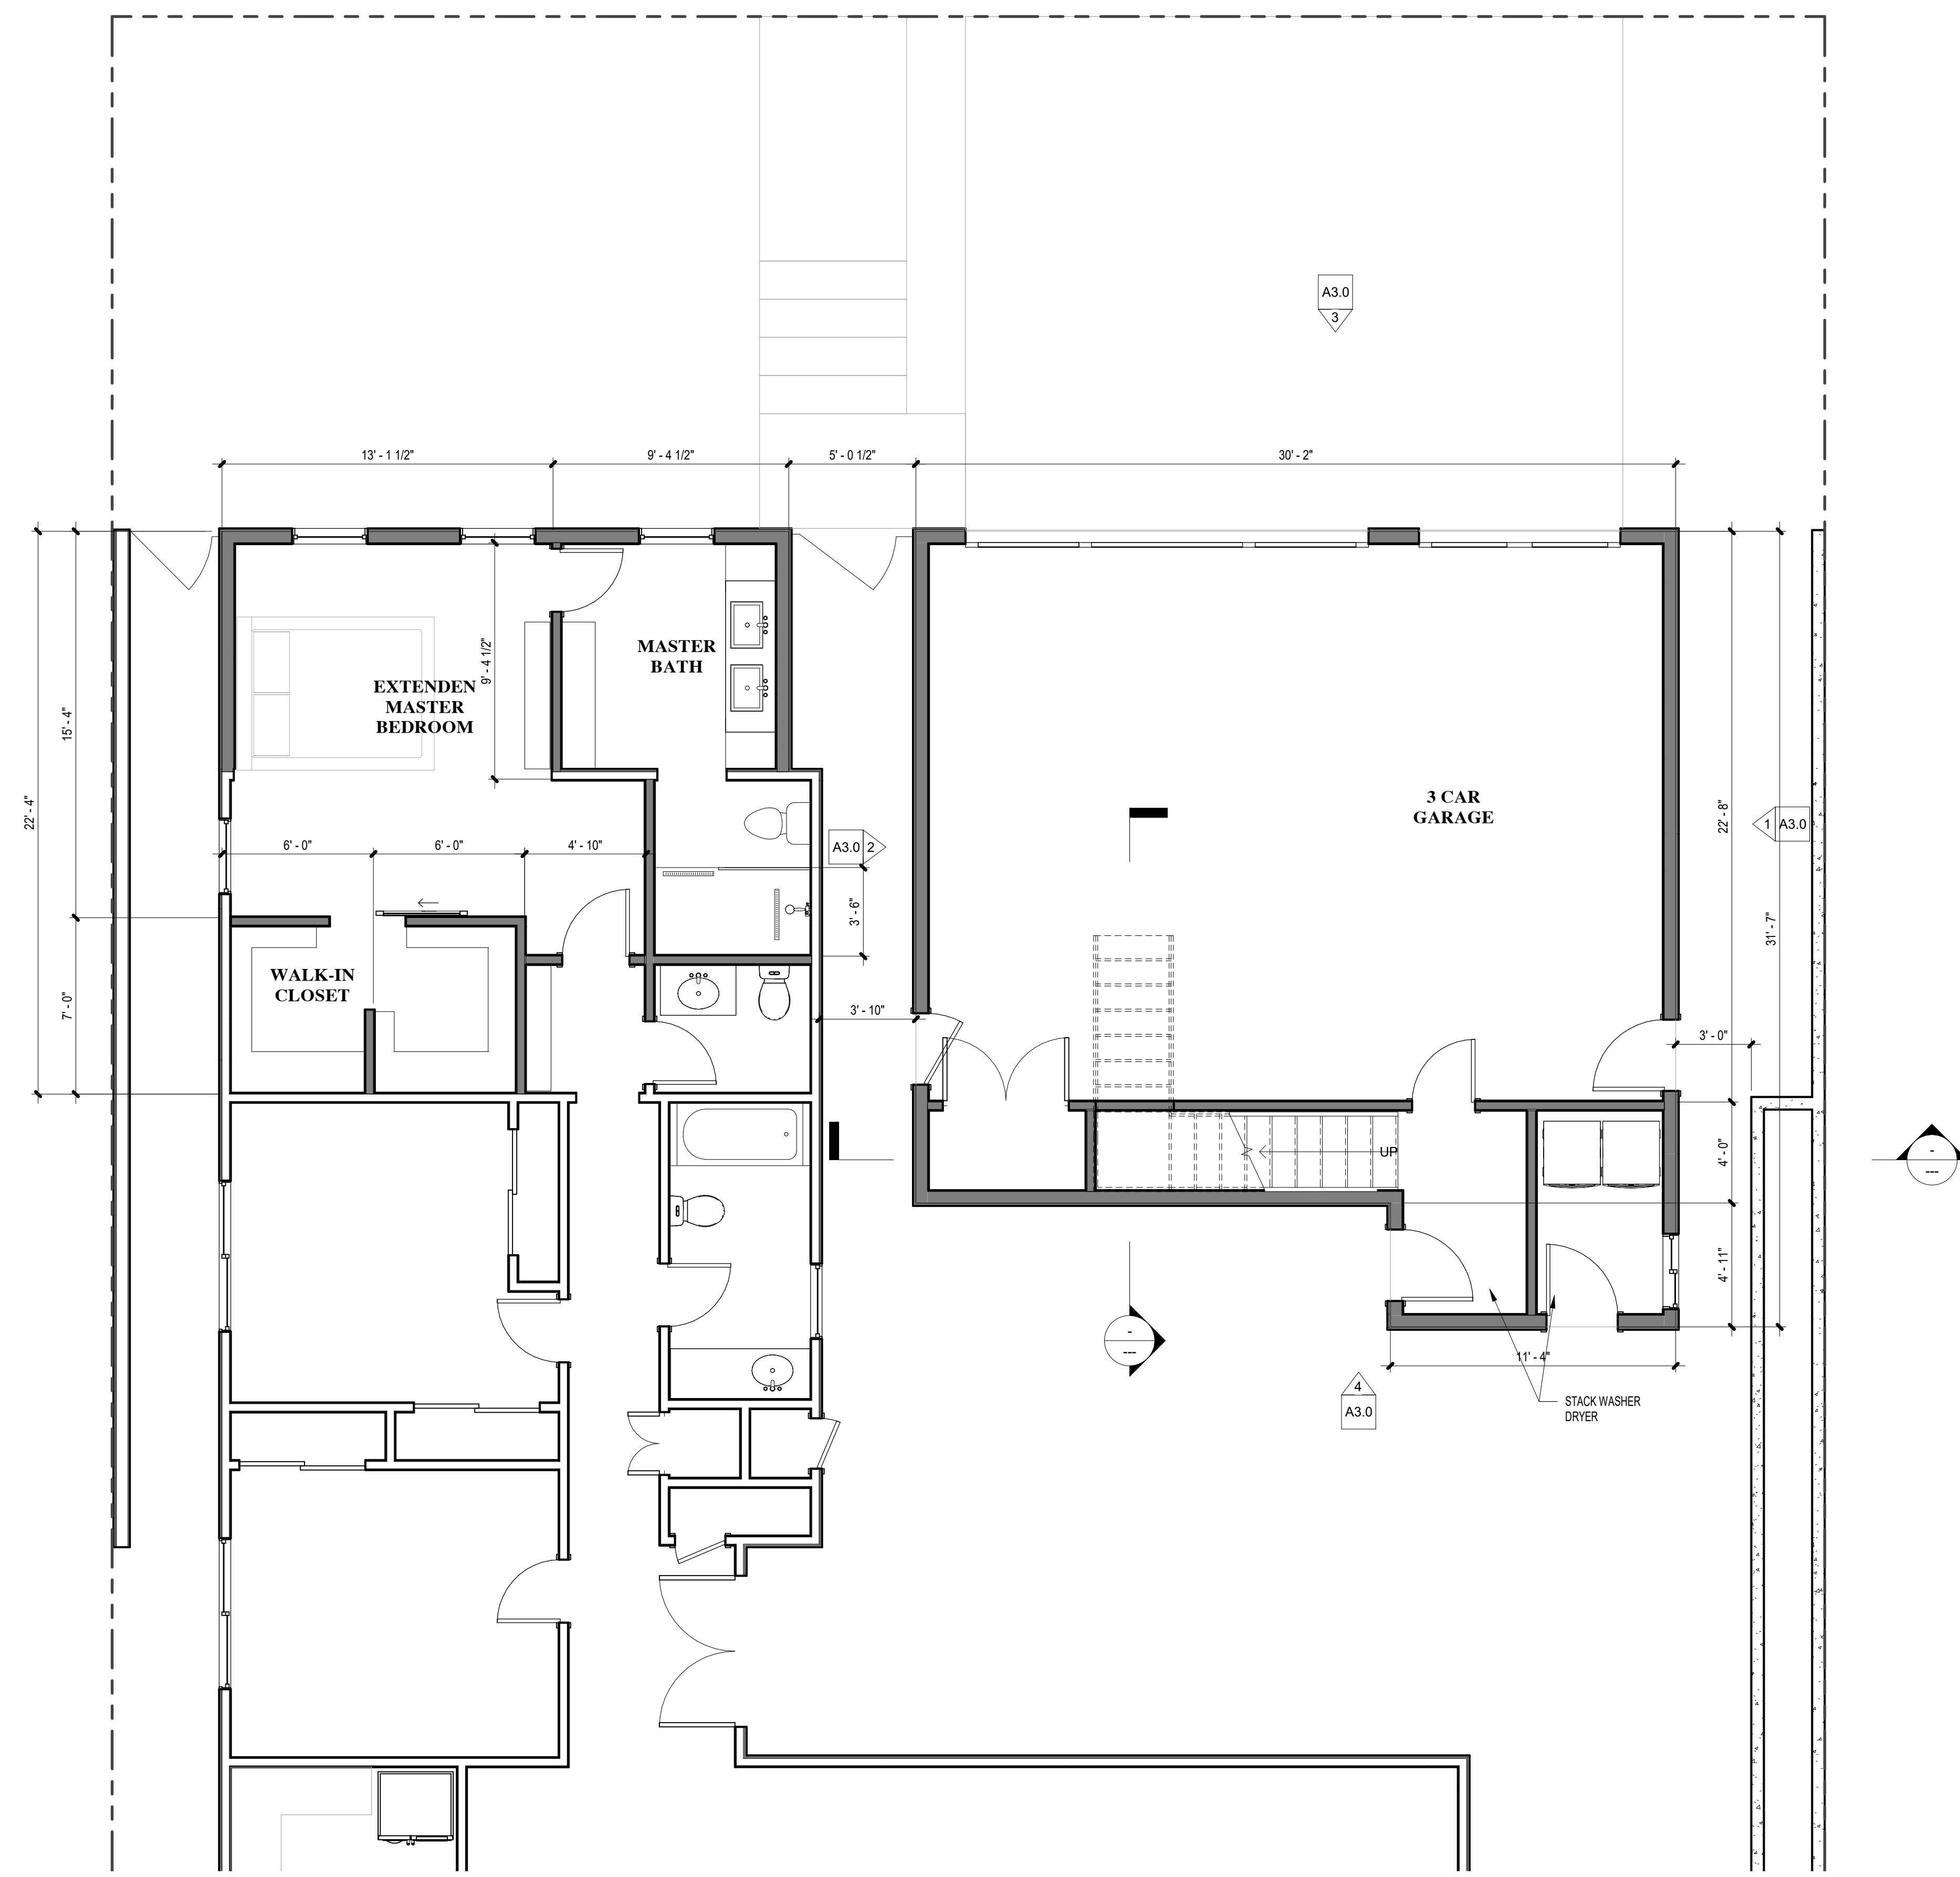 A3.0
3
13' - 1 1/2"
9' - 4 1/2"
5' - 0 1/2"
30' - 2"
MASTER
BATH
9' - 4 1/2"
EXTENDEN
MASTER
BEDROOM
15' - 4"
22' - 4"
3 CAR
GARAGE
22' - 8"
1
A3.0
A3.0
2
6' - 0"
6' - 0"
4' - 10"
3' - 6"
31' - 7"
WALK-IN
CLOSET
7' - 0"
3' - 10"
3' - 0"
UP
4' - 0"
-
---
4' - 11"
-
---
11' - 4"
4
A3.0
STACK WASHER
DRYER